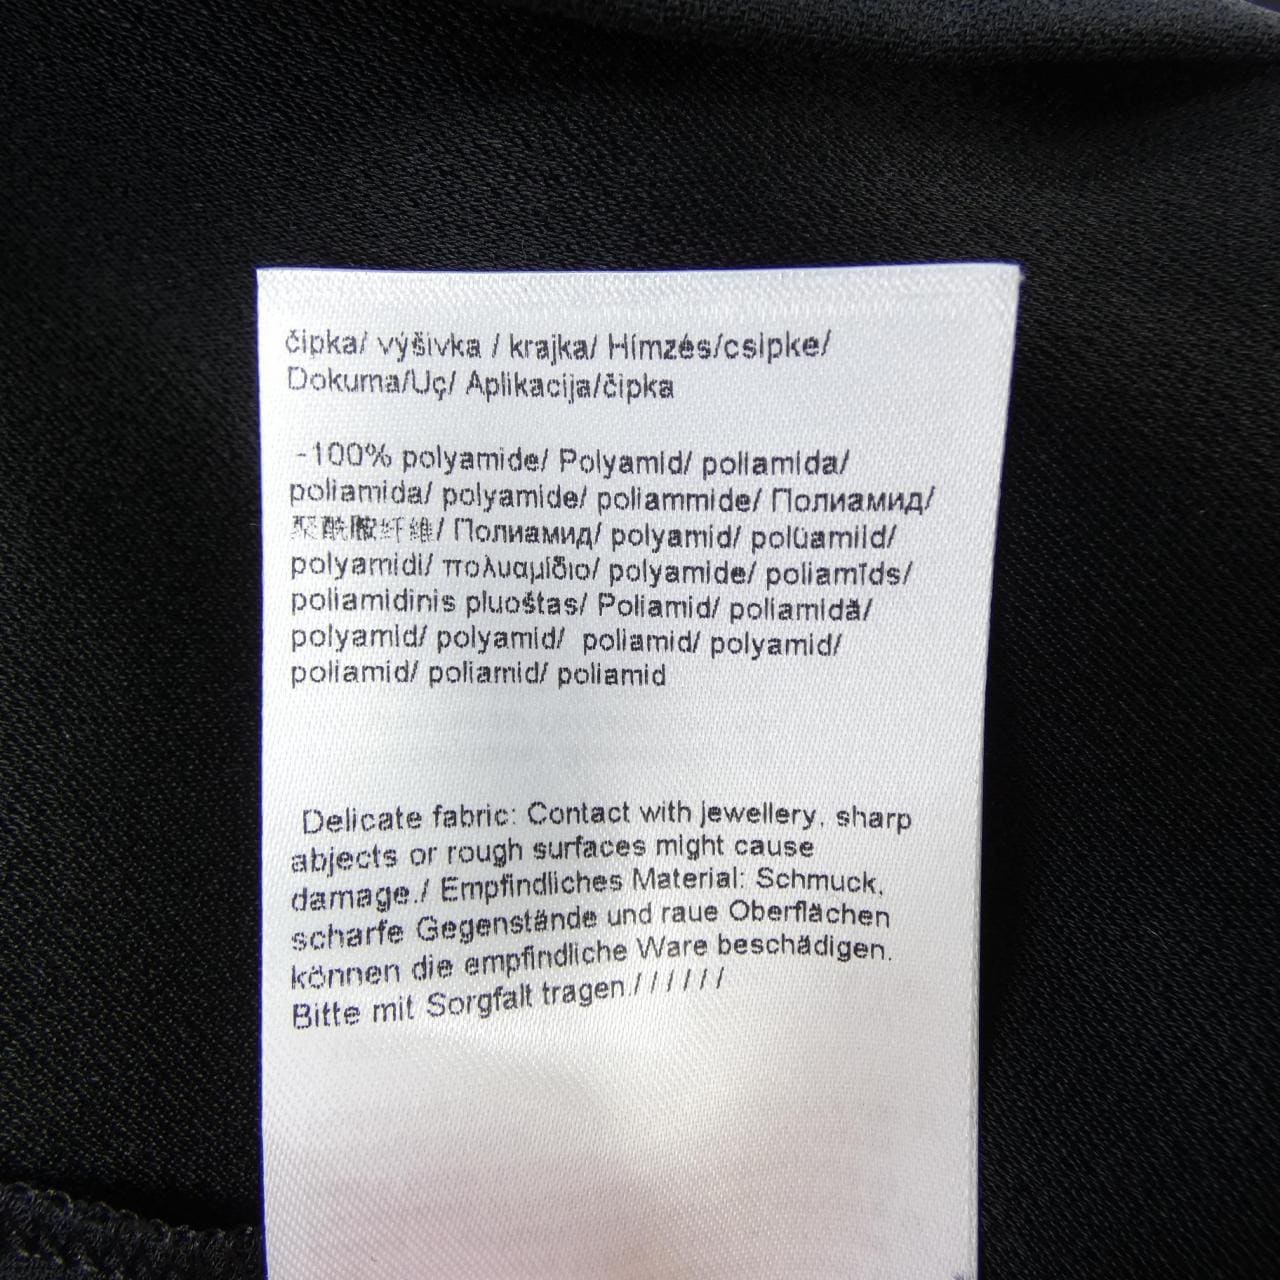 čipka/ výšivka / krajka/ Hímzés/csipke/
Dokuma/Uç/ Aplikacija/čipka
-100% polyamide/ Polyamid/ poliamida/
poliamida/ polyamide/ poliammide/ Полиамид/
聚酰胺纤维/ Полиамид/ polyamid/ polüamiid/
polyamidi/ πολυαμίδιο/ polyamide/ poliamīds/
poliamidinis pluoštas/ Poliamid/ poliamidă/
polyamid/ polyamid/ poliamid/ polyamid/
poliamid/ poliamid/ poliamid
Delicate fabric: Contact with jewellery, sharp
abjects or rough surfaces might cause
damage./ Empfindliches Material: Schmuck,
scharfe Gegenstände und raue Oberflächen
können die empfindliche Ware beschädigen.
Bitte mit Sorgfalt tragen.//////